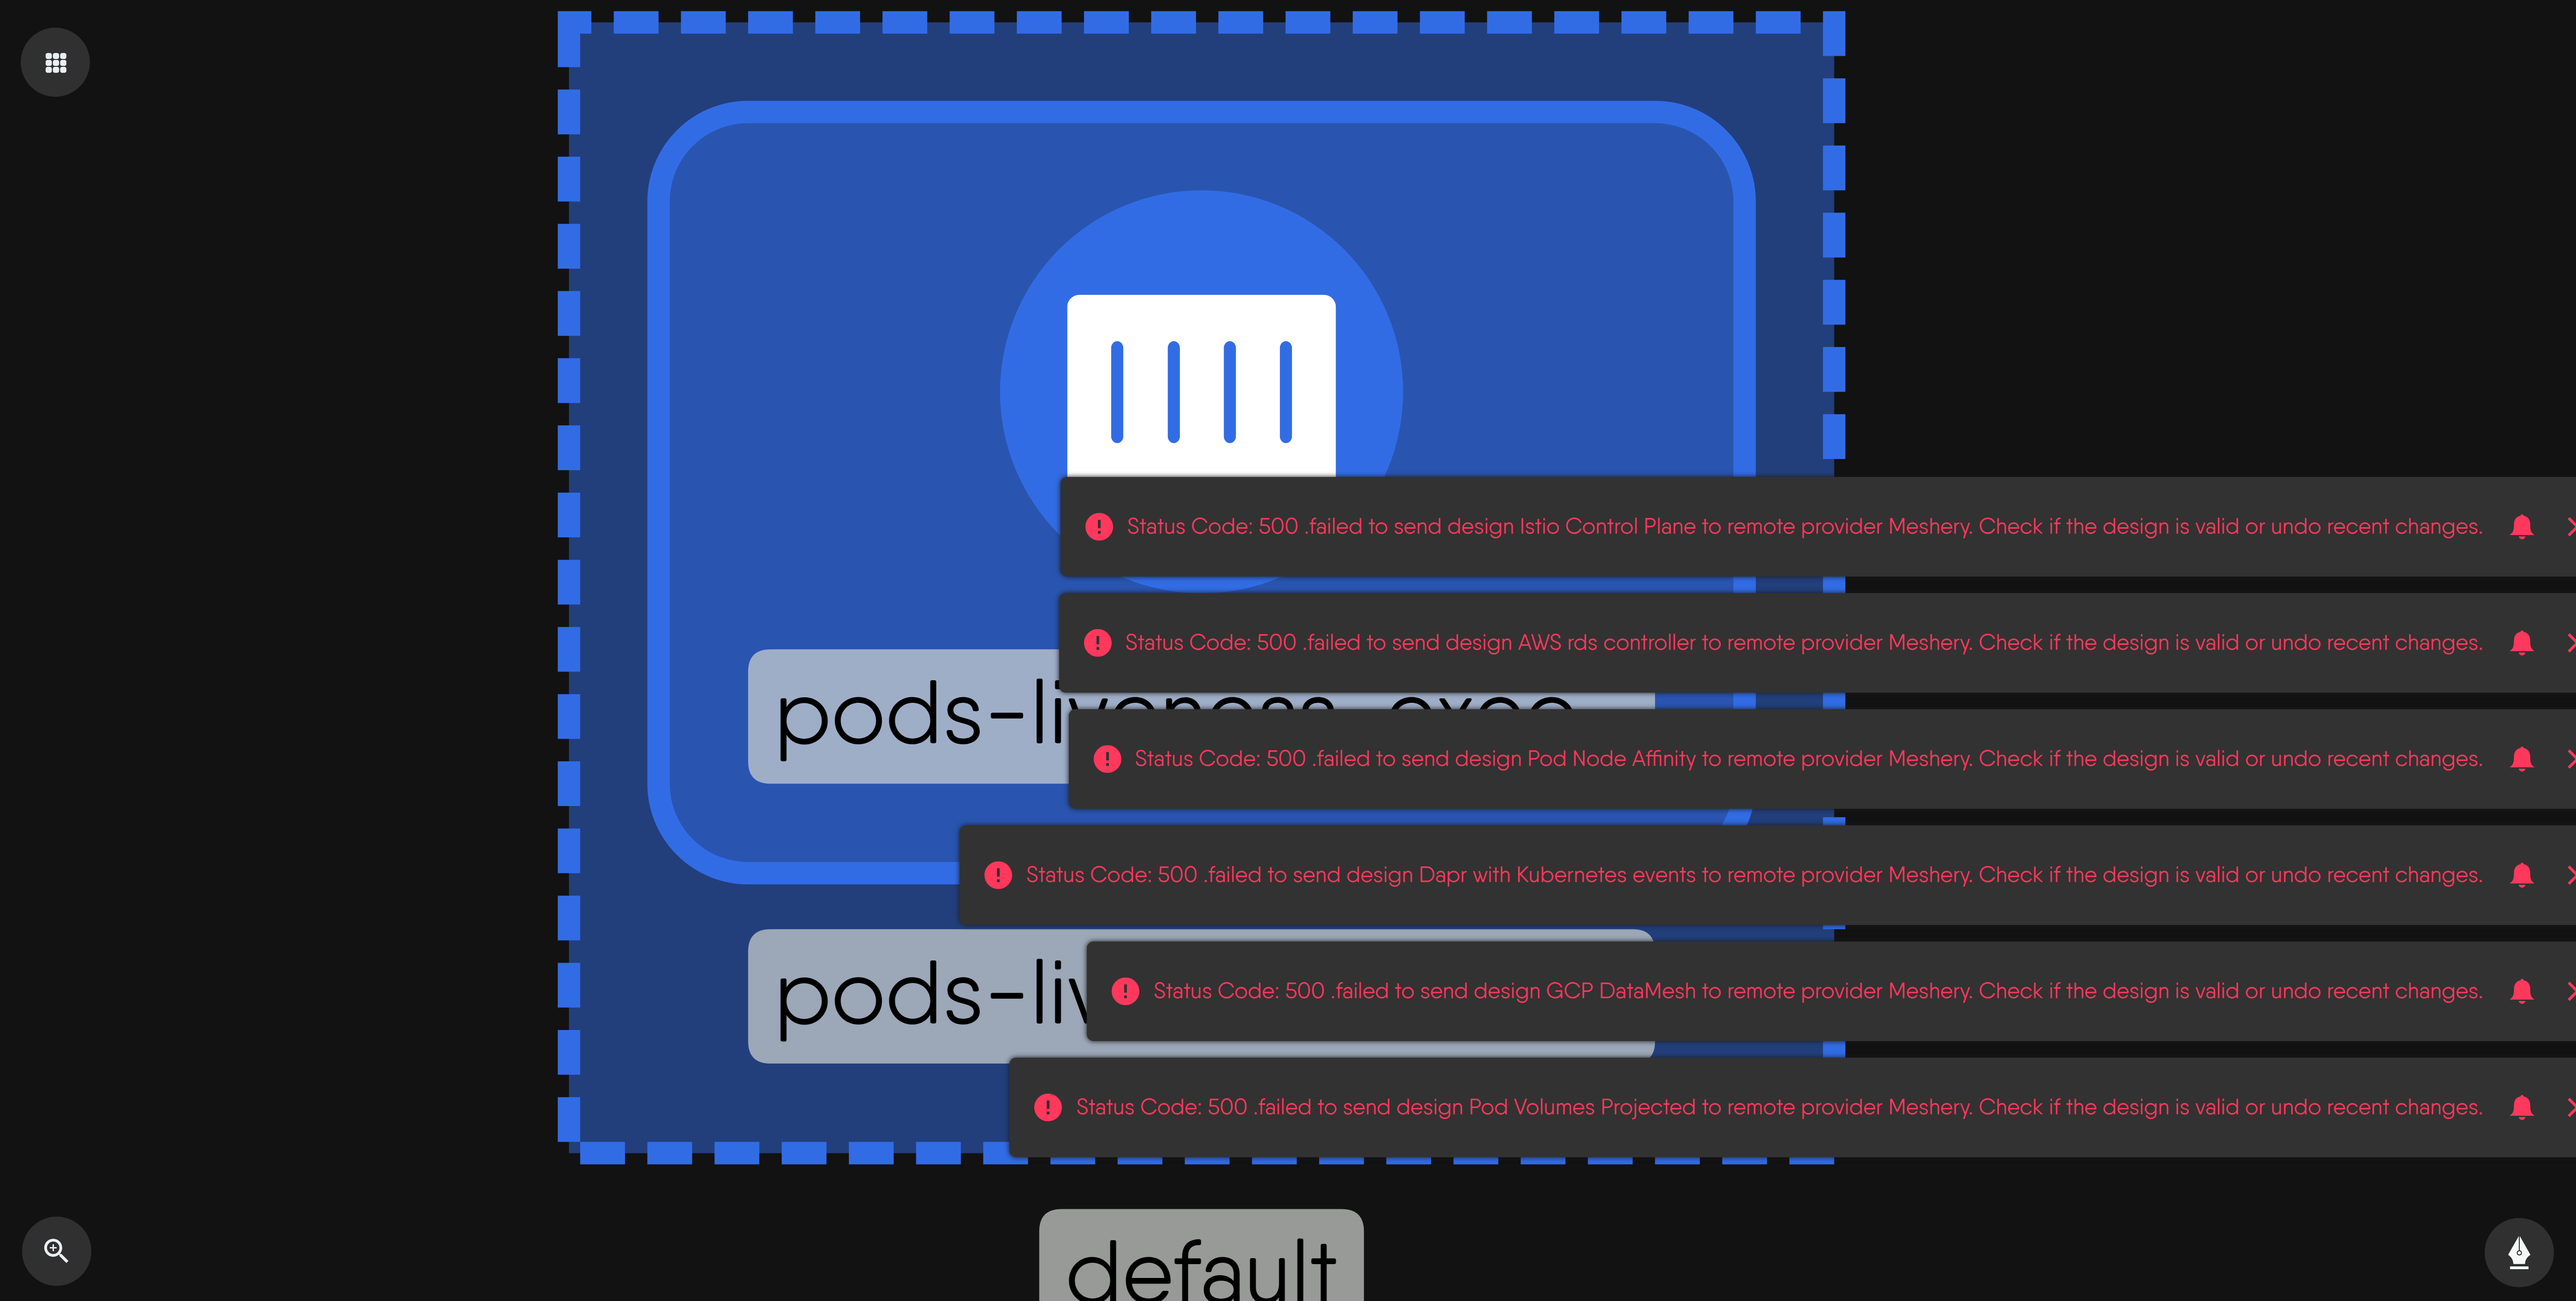 Status Code: 500 .failed to send design Istio Control Plane to remote provider Meshery. Check if the design is valid or undo recent changes.
Status Code: 500 .failed to send design AWS rds controller to remote provider Meshery. Check if the design is valid or undo recent changes.
pods-liveness-exec
Status Code: 500 .failed to send design Pod Node Affinity to remote provider Meshery. Check if the design is valid or undo recent changes.
Status Code: 500 .failed to send design Dapr with Kubernetes events to remote provider Meshery. Check if the design is valid or undo recent changes.
pods-liv
Status Code: 500 .failed to send design GCP DataMesh to remote provider Meshery. Check if the design is valid or undo recent changes.
Status Code: 500 .failed to send design Pod Volumes Projected to remote provider Meshery. Check if the design is valid or undo recent changes.
default